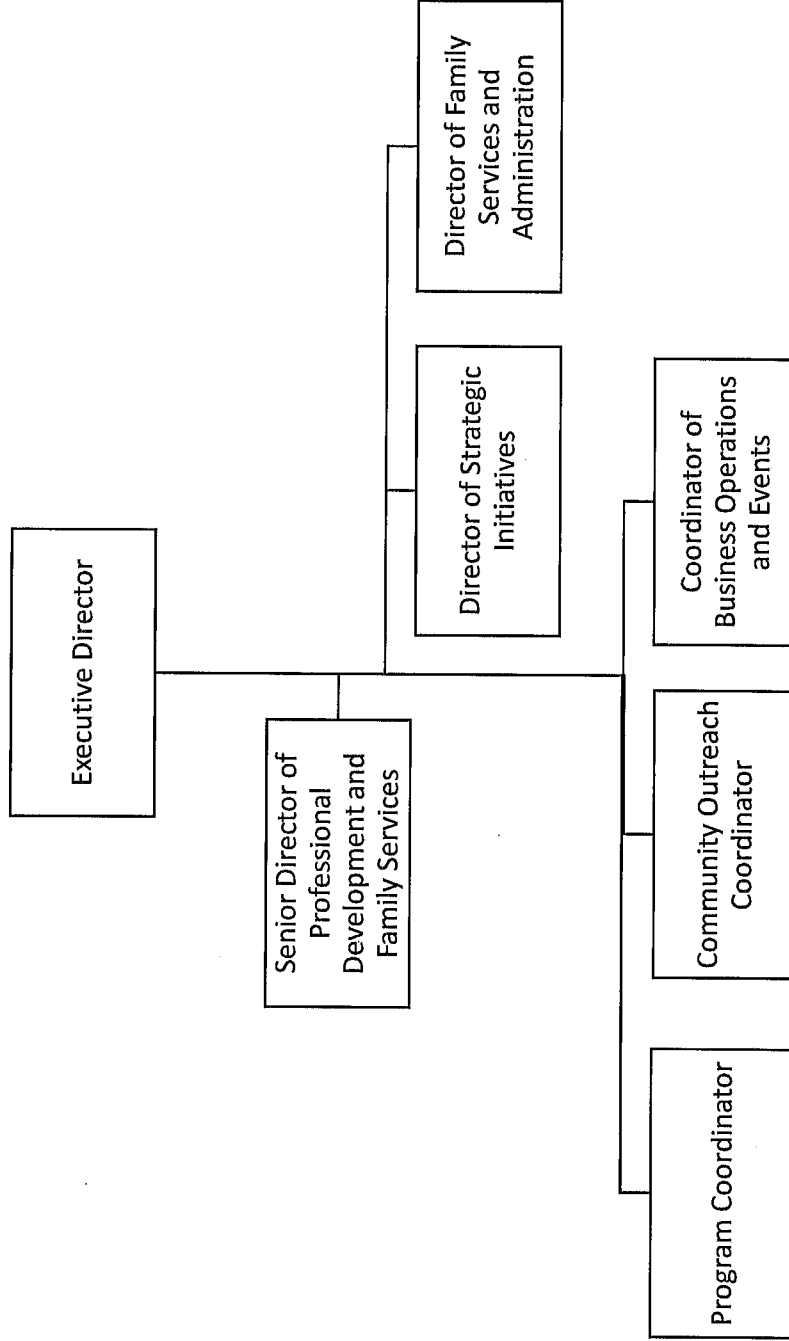 Executive Director
Senior Director of
Professional
Development and
Family Services
Director of Strategic
Initiatives
Director of Family
Services and
Administration
Program Coordinator
Community Outreach
Coordinator
Coordinator of
Business Operations
and Events